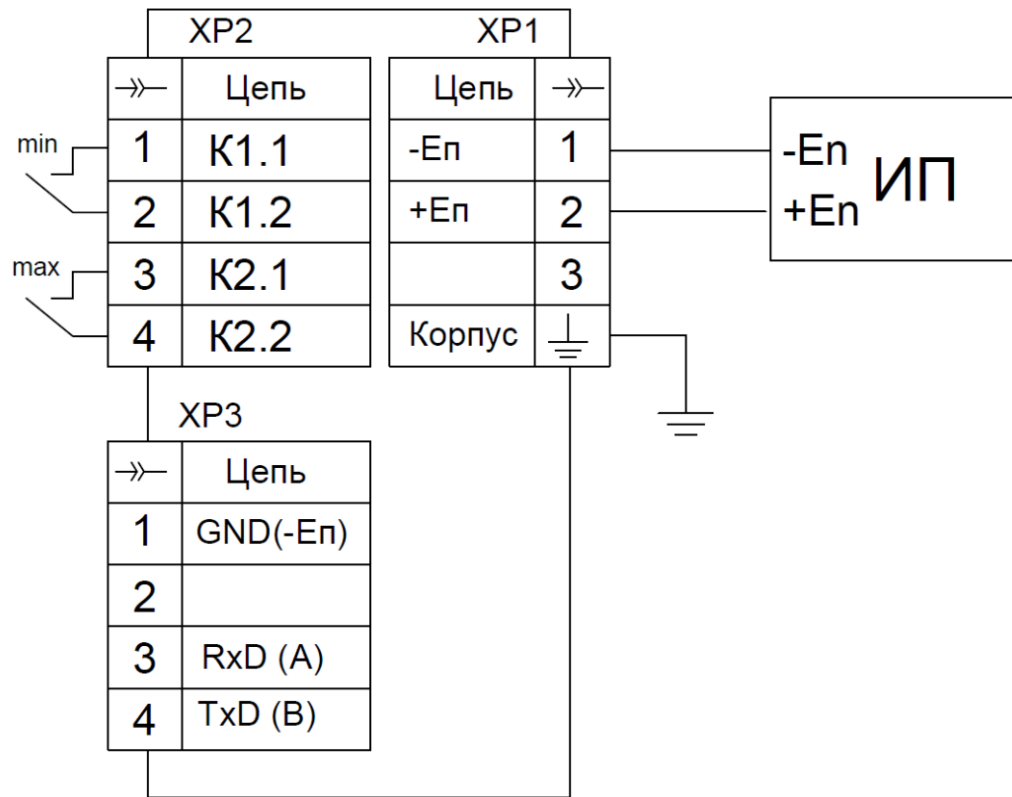 XP2
Цепь
min
1 К1.1
2 К1.2
max
3 К2.1
4 К2.2
XP1
Цепь
-Еп 1
+Еп 2
3
Корпус
-En
+En
ИП
XP3
Цепь
1 GND(-Еп)
2
3 RxD (A)
4 TxD (B)